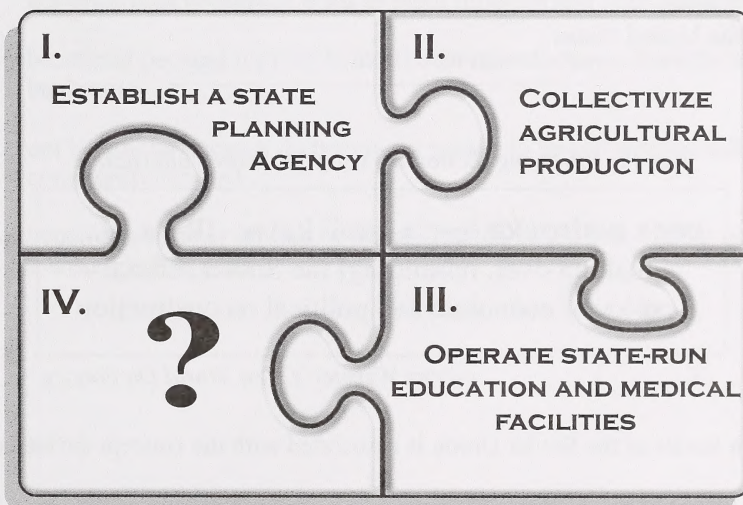 I.
ESTABLISH A STATE
PLANNING
AGENCY
II.
COLLECTIVIZE
AGRICULTURAL
PRODUCTION
IV.
?
III.
OPERATE STATE-RUN
EDUCATION AND MEDICAL
FACILITIES